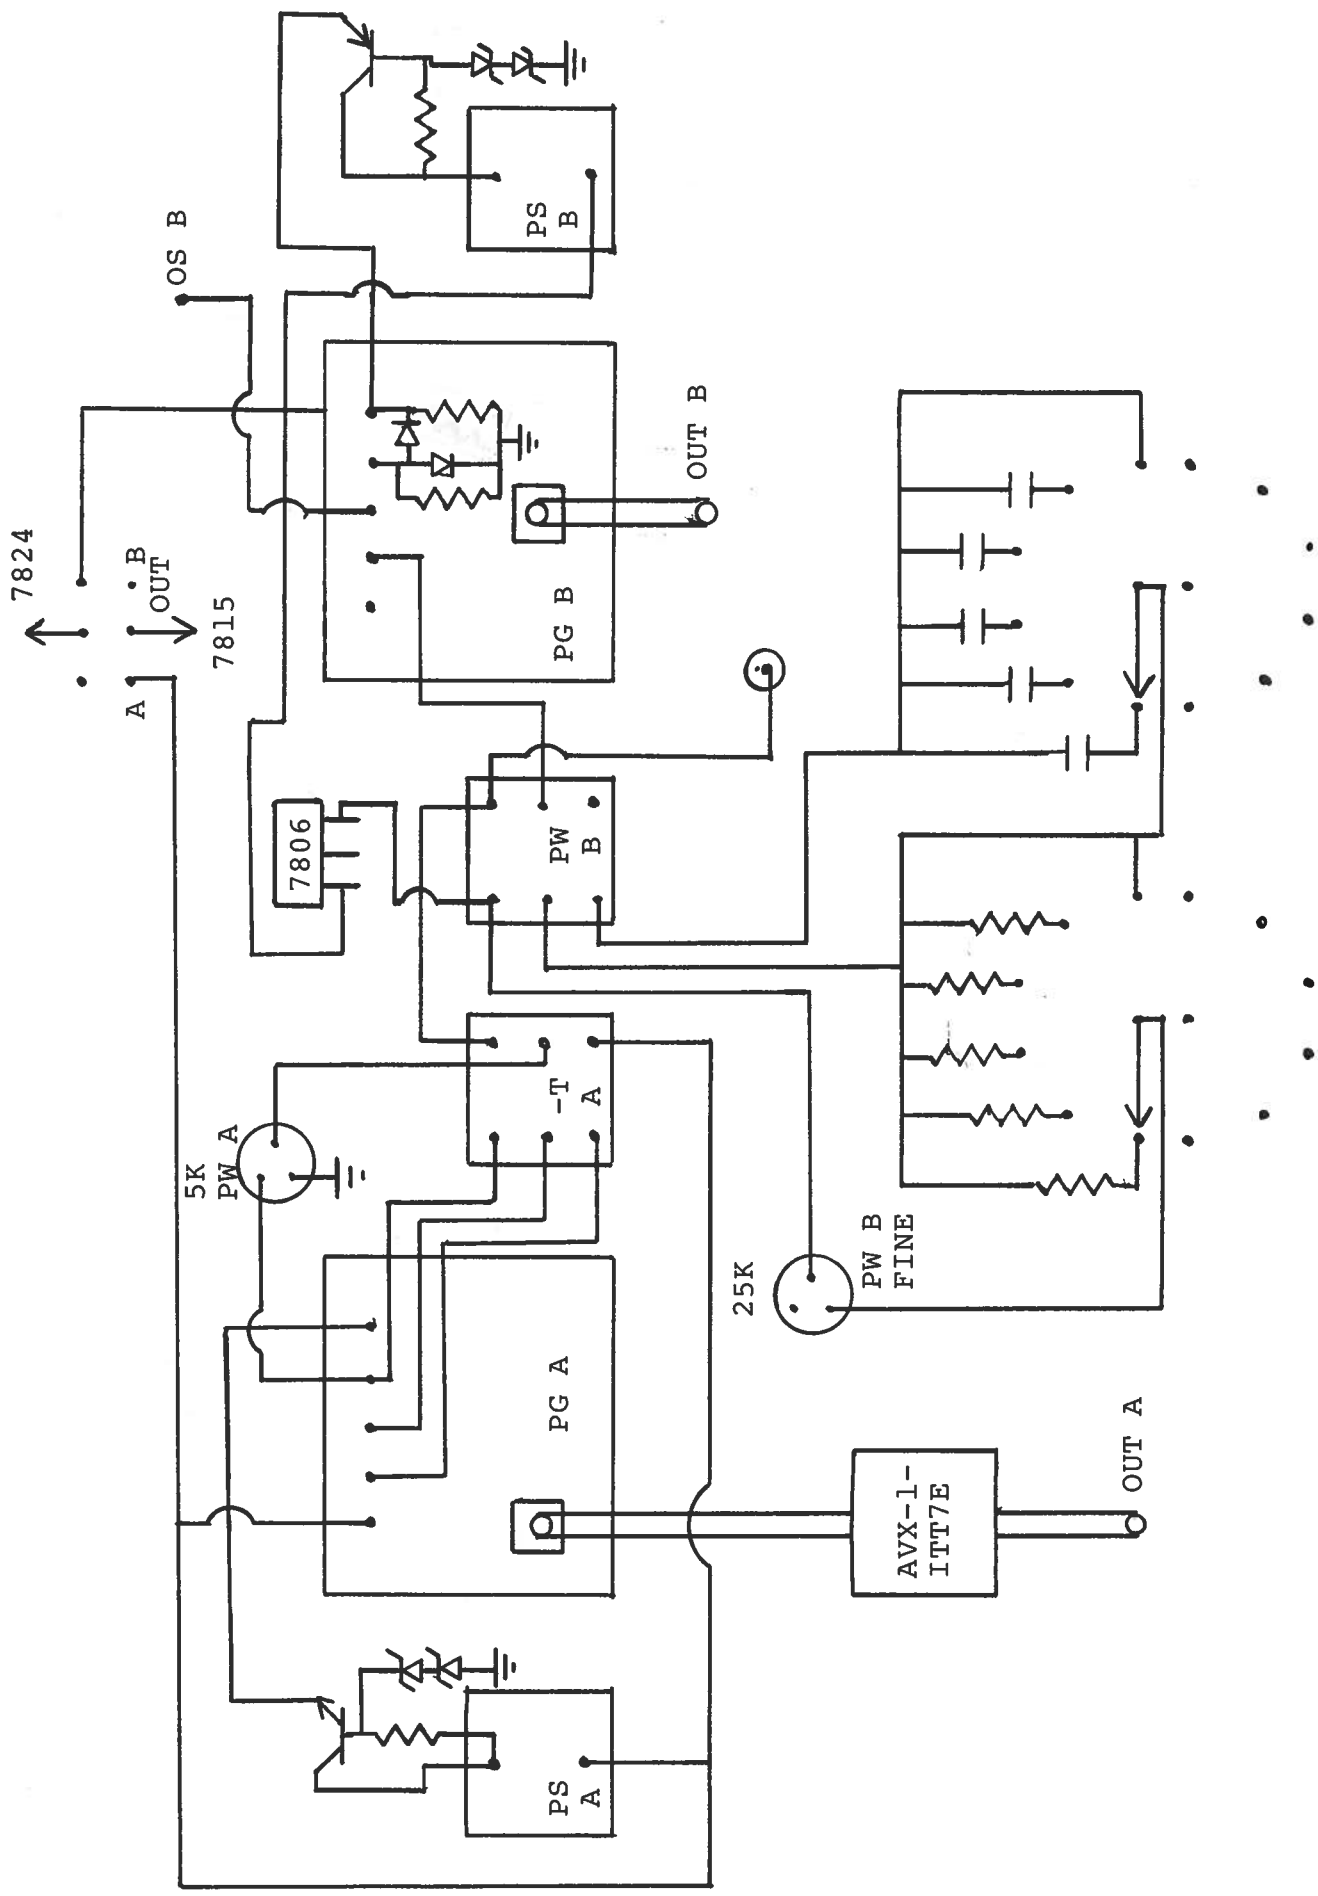 7824
A
B
OUT
7815
OS B
7806
5K
PW A
PS
B
PG B
OUT B
PW
B
-T
A
PG A
PS
A
25K
PW B
FINE
AVX-1-
ITT7E
OUT A